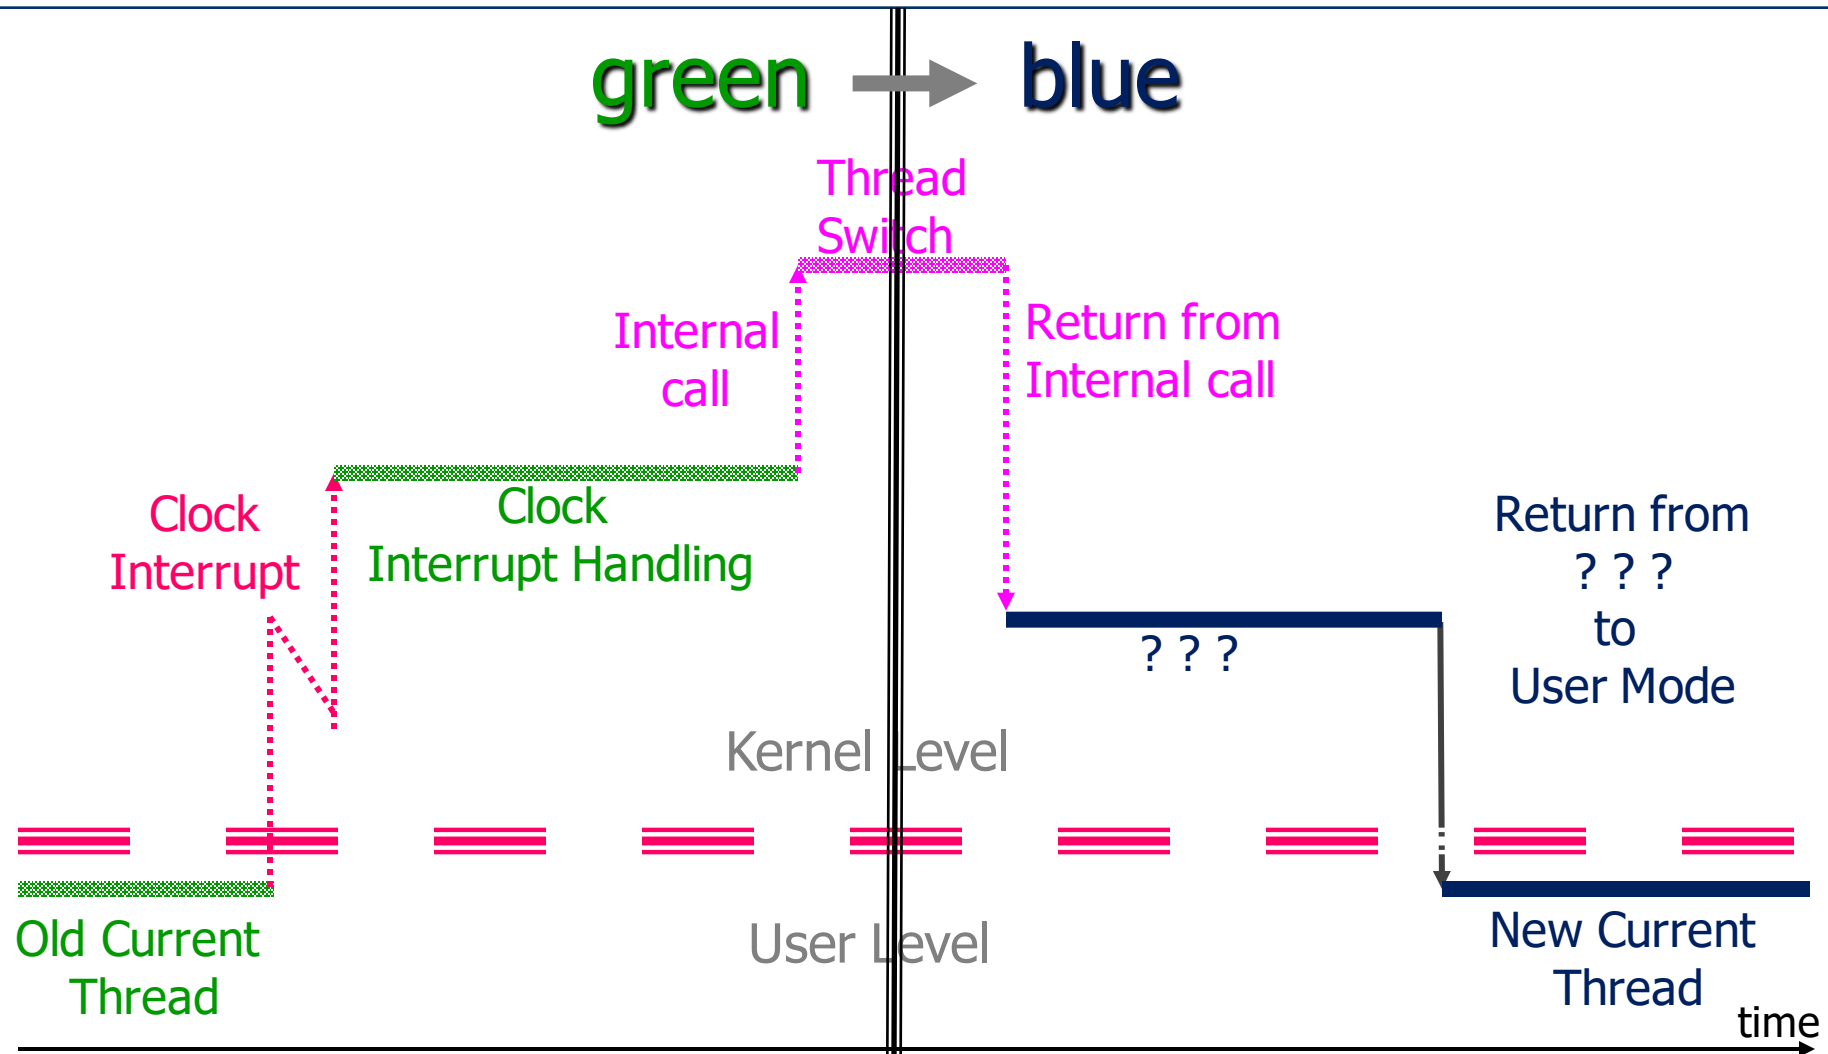 green
blue
Thread
Switch
Internal
call
Return from
Internal call
Clock
Interrupt
Clock
Interrupt Handling
Return from
? ? ?
to
User Mode
? ? ?
Kernel Level
Old Current
Thread
User Level
New Current
Thread
time